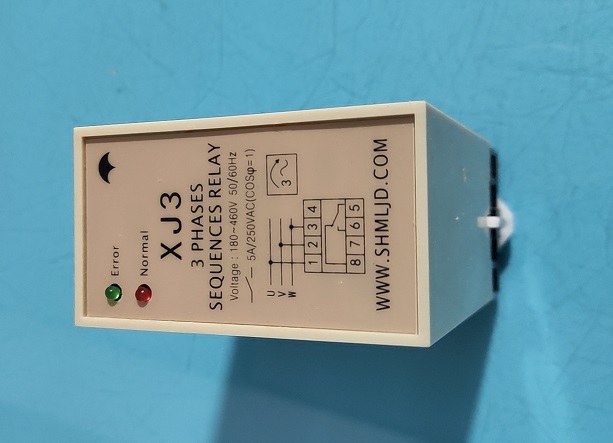 Error
Normal
XJ3
3 PHASES
SEQUENCES RELAY
Voltage : 180~460V 50/60Hz
5A/250VAC(COSφ=1)
3~
U
V
W
1 2 3 4
8 7 6 5
WWW.SHMLJD.COM